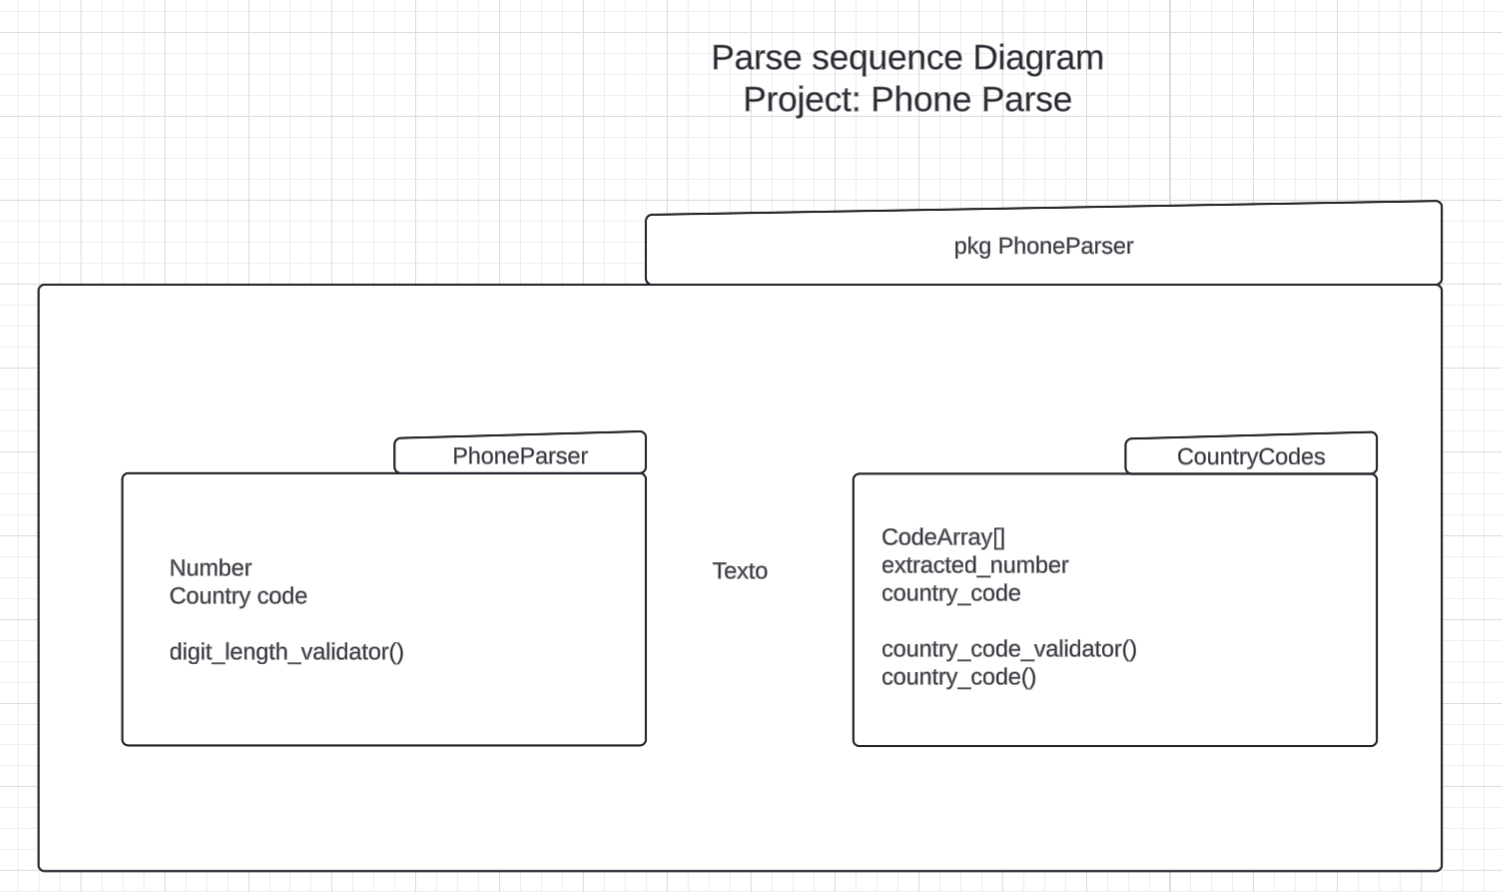 Parse sequence Diagram
Project: Phone Parse
pkg PhoneParser
PhoneParser
Number
Country code
digit_length_validator()
Texto
CountryCodes
CodeArray[]
extracted_number
country_code
country_code_validator()
country_code()